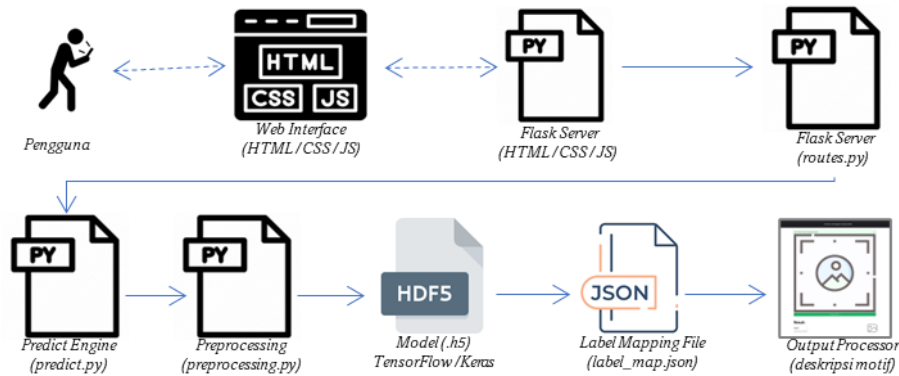 PY
PY
HTML
CSS
JS
Pengguna
Web Interface
(HTML / CSS / JS)
Flask Server
(HTML / CSS / JS)
Flask Server
(routes.py)
PY
PY
HDF5
JSON
Predict Engine
(predict.py)
Preprocessing
(preprocessing.py)
Model (.h5)
TensorFlow /Keras
Label Mapping File
(label_map.json)
Output Processor
(deskripsi motif)